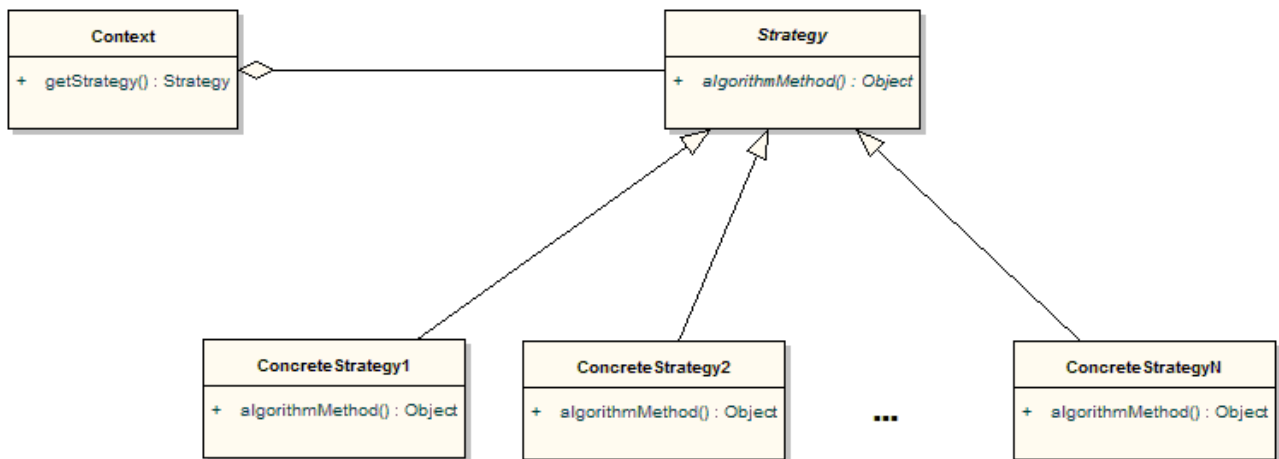 Context
+ getStrategy() : Strategy
Strategy
+ algorithmMethod() : Object
ConcreteStrategy1
+ algorithmMethod() : Object
ConcreteStrategy2
+ algorithmMethod() : Object
...
ConcreteStrategyN
+ algorithmMethod() : Object